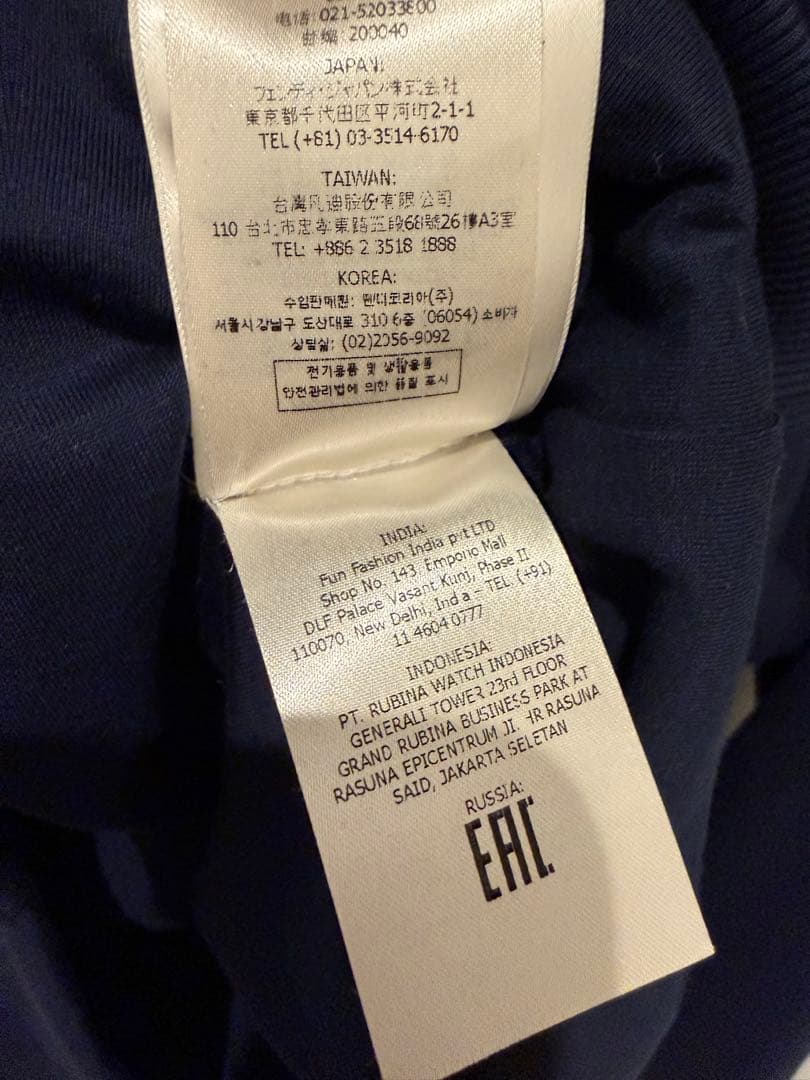 电话: 021-52033800
邮编: 200040
JAPAN:
フェンディ・ジャパン株式会社
東京都千代田区平河町2-1-1
TEL (+81) 03-3514-6170
TAIWAN:
台灣风迪股份有限公司
110 台北市忠孝東路五段68號26樓A3室
TEL: +886 2 3518 1888
KOREA:
수입판매원: 펜디코리아(주)
서울시 강남구 도산대로 310 6층 (06054) 소비자
상담실: (02)2056-9092
전기용품 및 생활용품
안전관리법에 의한 품질 표시
INDIA:
Fun Fashion India pvt LTD
Shop No. 143, Emporio Mall
DLF Palace Vasant Kunj, Phase II
110070, New Delhi, India - TEL (+91)
11 4604 0777
INDONESIA:
PT. RUBINA WATCH INDONESIA
GENERALI TOWER 23rd FLOOR
GRAND RUBINA BUSINESS PARK AT
RASUNA EPICENTRUM JI. HR RASUNA
SAID, JAKARTA SELETAN
RUSSIA:
EAC